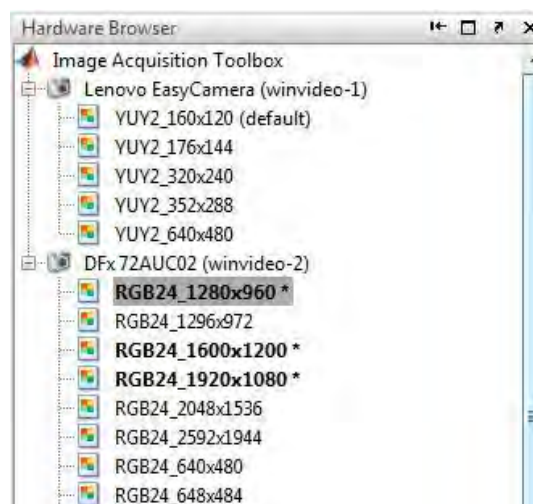 Hardware Browser
Image Acquisition Toolbox
Lenovo EasyCamera (winvideo-1)
YUY2_160x120 (default)
YUY2_176x144
YUY2_320x240
YUY2_352x288
YUY2_640x480
DFx 72AUC02 (winvideo-2)
RGB24_1280x960 *
RGB24_1296x972
RGB24_1600x1200 *
RGB24_1920x1080 *
RGB24_2048x1536
RGB24_2592x1944
RGB24_640x480
RGB24_648x484